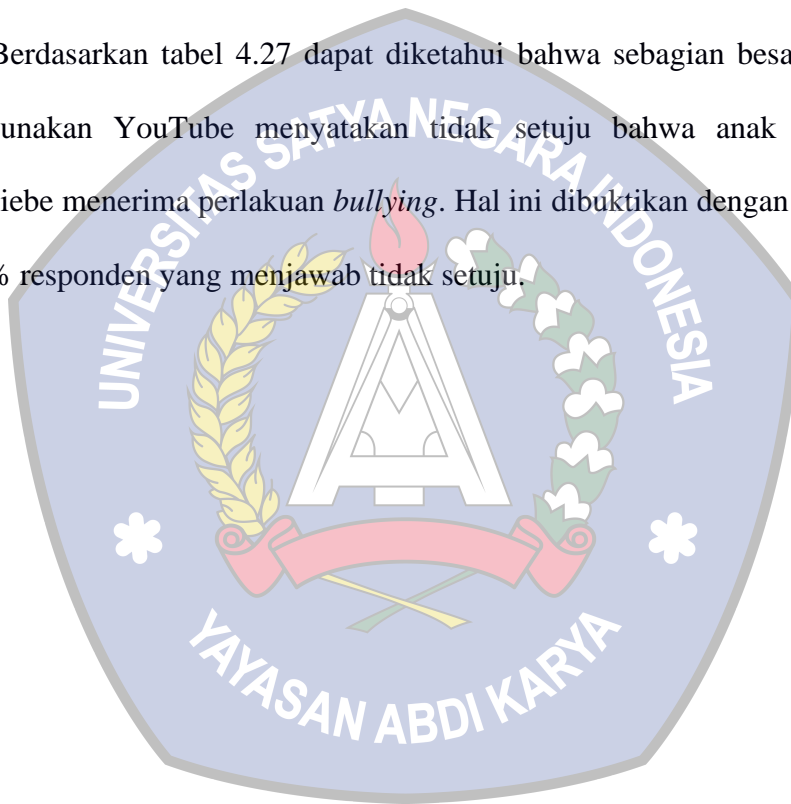 Berdasarkan tabel 4.27 dapat diketahui bahwa sebagian besa
unakan YouTube menyatakan tidak setuju bahwa anak
iebe menerima perlakuan bullying. Hal ini dibuktikan dengan
% responden yang menjawab tidak setuju.
UNIVERSITAS SATYA NEGARA INDONESIA
YAYASAN ABDI KARYA